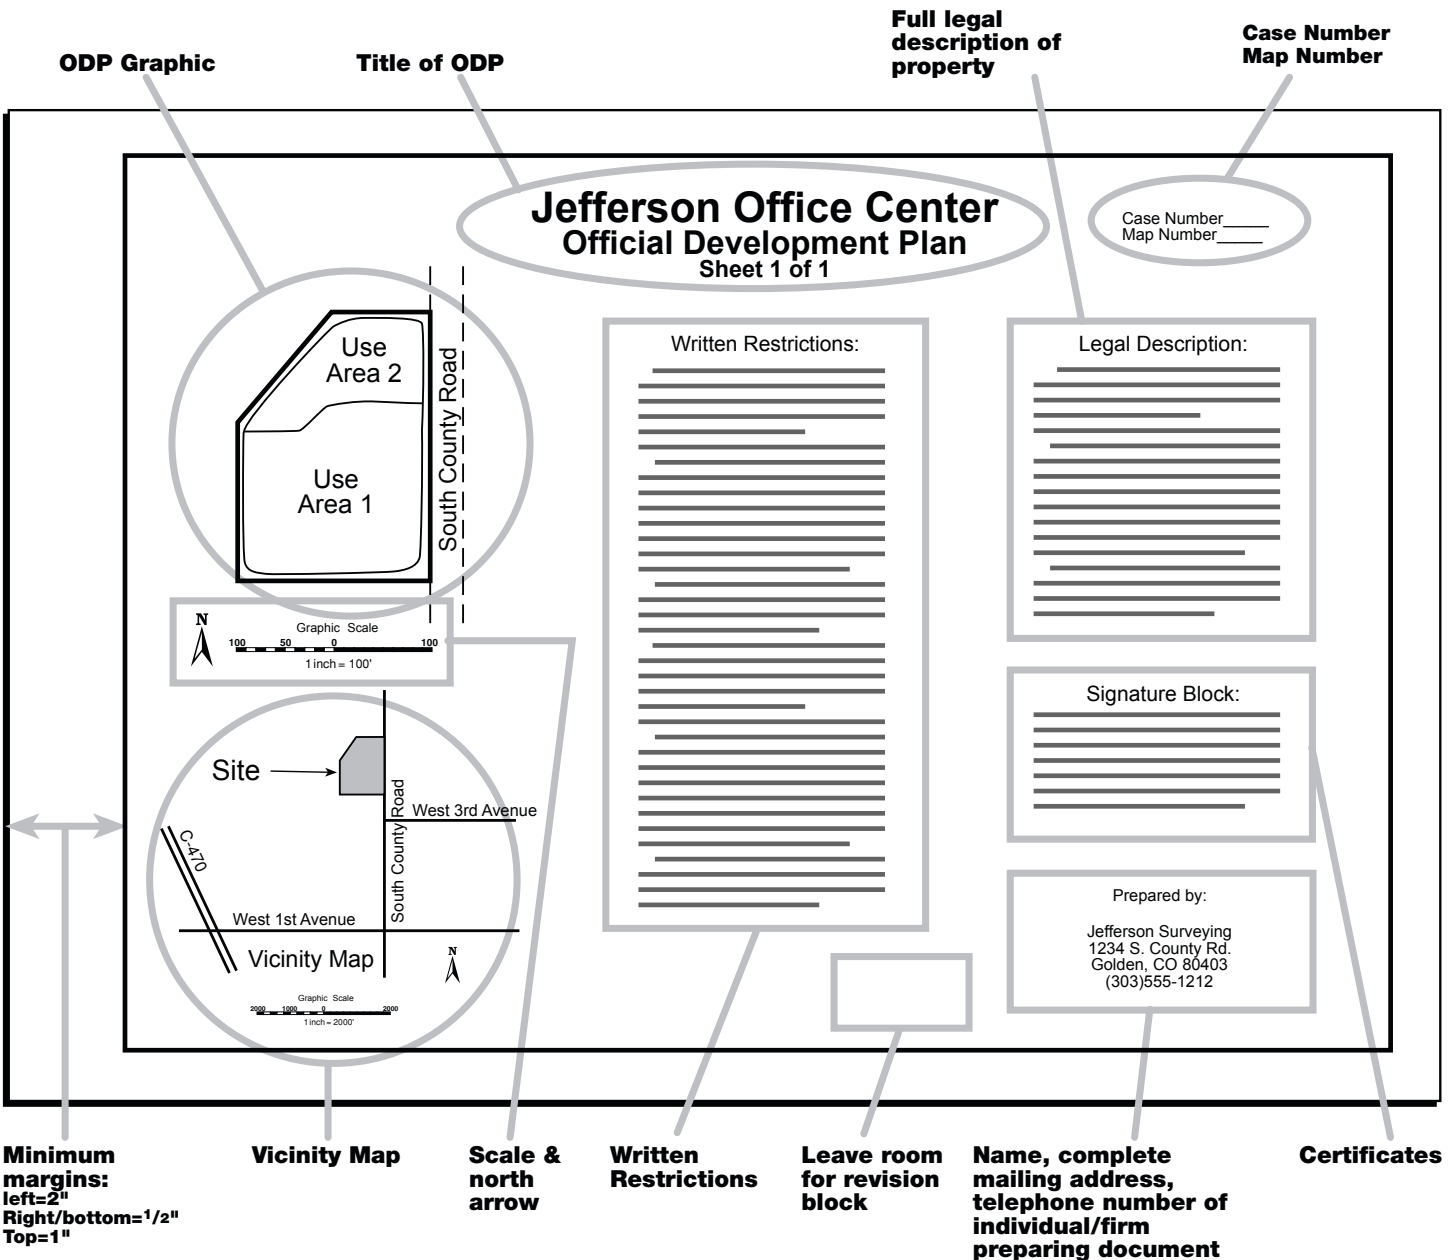 ODP Graphic
Title of ODP
Full legal
description of
property
Case Number
Map Number
Jefferson Office Center
Official Development Plan
Sheet 1 of 1
Case Number_____
Map Number_____
Use
Area 2
Use
Area 1
South County Road
N
Graphic Scale
100 50 0 100
1 inch = 100'
Site
West 3rd Avenue
South County Road
C-470
West 1st Avenue
Vicinity Map
N
Graphic Scale
2000 1000 0 2000
1 inch = 2000'
Written Restrictions:
Legal Description:
Signature Block:
Prepared by:
Jefferson Surveying
1234 S. County Rd.
Golden, CO 80403
(303)555-1212
Minimum
margins:
left=2"
Right/bottom=1/2"
Top=1"
Vicinity Map
Scale &
north
arrow
Written
Restrictions
Leave room
for revision
block
Name, complete
mailing address,
telephone number of
individual/firm
preparing document
Certificates